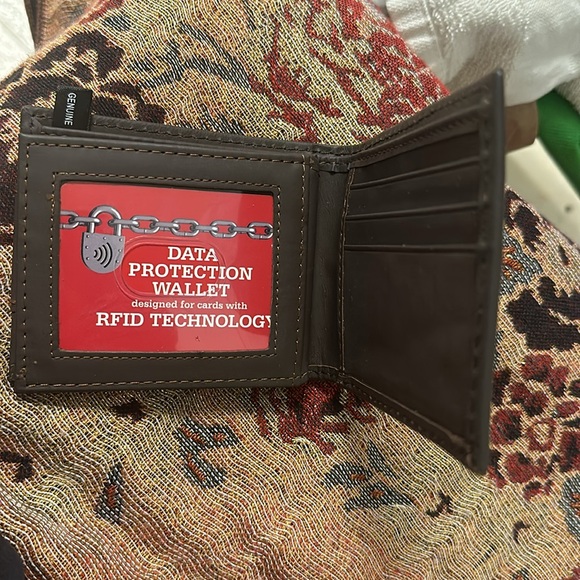 GENUINE
DATA
PROTECTION
WALLET
designed for cards with
RFID TECHNOLOGY